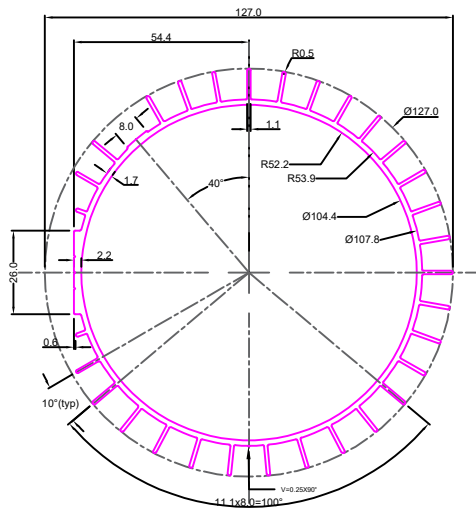 127.0
54.4
R0.5
8.0
1.1
Ø127.0
R52.2
1.7
R53.9
40°
Ø104.4
Ø107.8
2.2
26.0
0.6
10°(typ)
V=0.25X90°
11.1x8.0=100°